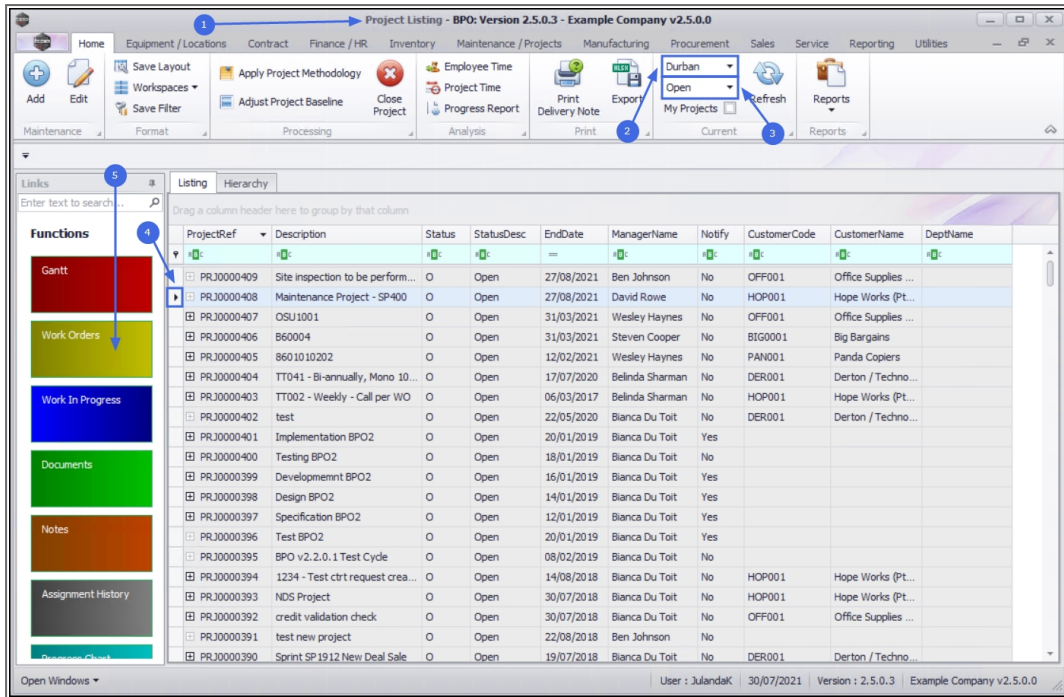 Project Listing - BPO: Version 2.5.0.3 - Example Company v2.5.0.0
1
Home Equipment / Locations Contract Finance / HR Inventory Maintenance / Projects Manufacturing Procurement Sales Service Reporting Utilities
Add
Edit
Save Layout
Workspaces
Save Filter
Apply Project Methodology
Adjust Project Baseline
Close Project
Employee Time
Project Time
Progress Report
Print Delivery Note
Export
Durban
Open
My Projects
Refresh
Reports
2
3
Maintenance Format Processing Analysis Print Current Reports
Links
5
Enter text to search...
Functions
4
Gantt
Work Orders
Work In Progress
Documents
Notes
Assignment History
Progress Chart
Listing Hierarchy
Drag a column header here to group by that column
ProjectRef Description Status StatusDesc EndDate ManagerName Notify CustomerCode CustomerName DeptName
PRJ0000409 Site inspection to be perform... O Open 27/08/2021 Ben Johnson No OFF001 Office Supplies ...
PRJ0000408 Maintenance Project - SP400 O Open 27/08/2021 David Rowe No HOP001 Hope Works (Pt...
PRJ0000407 OSU1001 O Open 31/03/2021 Wesley Haynes No OFF001 Office Supplies ...
PRJ0000406 B60004 O Open 31/03/2021 Steven Cooper No BIG0001 Big Bargains
PRJ0000405 8601010202 O Open 12/02/2021 Wesley Haynes No PAN001 Panda Copiers
PRJ0000404 TT041 - Bi-annually, Mono 10... O Open 17/07/2020 Belinda Sharman No DER001 Derton / Techno...
PRJ0000403 TT002 - Weekly - Call per WO O Open 06/03/2017 Belinda Sharman No HOP001 Hope Works (Pt...
PRJ0000402 test O Open 22/05/2020 Bianca Du Toit No DER001 Derton / Techno...
PRJ0000401 Implementation BPO2 O Open 20/01/2019 Bianca Du Toit Yes
PRJ0000400 Testing BPO2 O Open 18/01/2019 Bianca Du Toit No
PRJ0000399 Developmemnt BPO2 O Open 16/01/2019 Bianca Du Toit Yes
PRJ0000398 Design BPO2 O Open 14/01/2019 Bianca Du Toit Yes
PRJ0000397 Specification BPO2 O Open 12/01/2019 Bianca Du Toit Yes
PRJ0000396 Test BPO2 O Open 20/01/2019 Bianca Du Toit Yes
PRJ0000395 BPO v2.2.0.1 Test Cycle O Open 08/02/2019 Bianca Du Toit No
PRJ0000394 1234 - Test ctrt request crea... O Open 14/08/2018 Bianca Du Toit No HOP001 Hope Works (Pt...
PRJ0000393 NDS Project O Open 30/07/2018 Bianca Du Toit No HOP001 Hope Works (Pt...
PRJ0000392 credit validation check O Open 30/07/2018 Bianca Du Toit No OFF001 Office Supplies ...
PRJ0000391 test new project O Open 22/08/2018 Ben Johnson No
PRJ0000390 Sprint SP1912 New Deal Sale O Open 19/07/2018 Bianca Du Toit No DER001 Derton / Techno...
Open Windows User : JulandaK 30/07/2021 Version : 2.5.0.3 Example Company v2.5.0.0